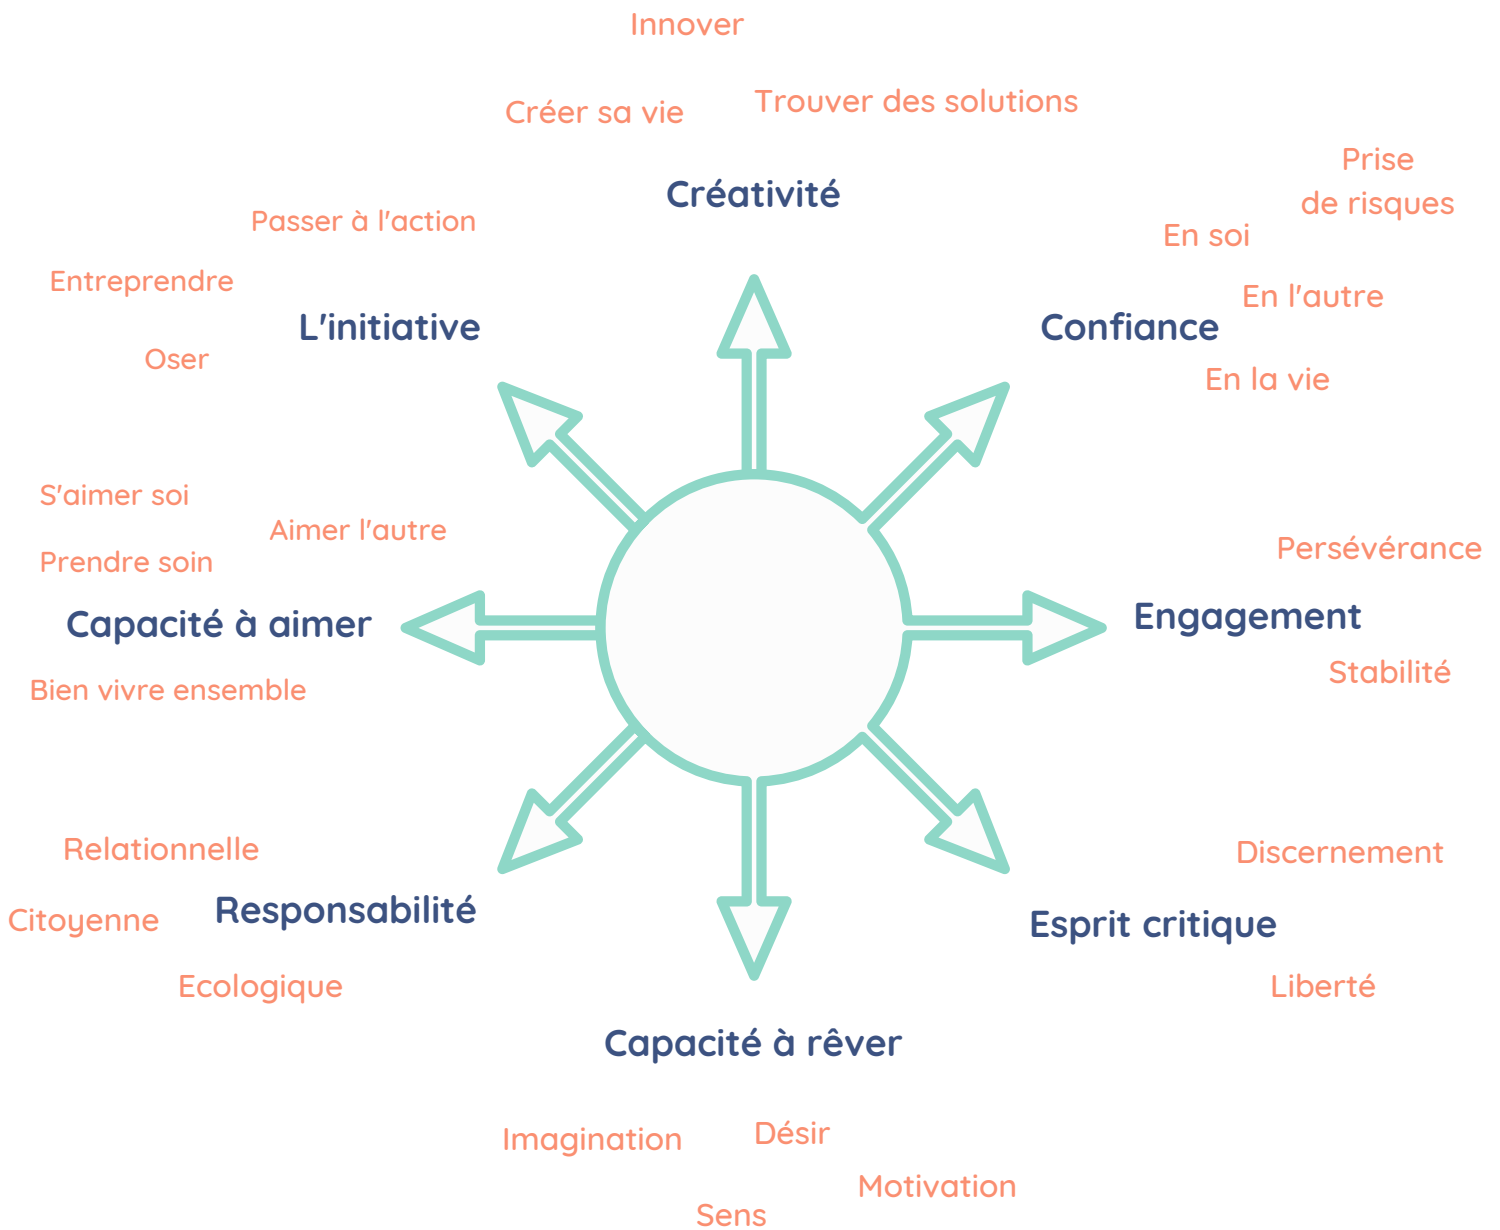 Innover
Créer sa vie
Trouver des solutions
Créativité
Prise
de risques
En soi
En l'autre
Confiance
En la vie
Passer à l'action
Entreprendre
L'initiative
Oser
S'aimer soi
Aimer l'autre
Prendre soin
Capacité à aimer
Bien vivre ensemble
Persévérance
Engagement
Stabilité
Relationnelle
Responsabilité
Citoyenne
Ecologique
Discernement
Esprit critique
Liberté
Capacité à rêver
Imagination
Désir
Motivation
Sens